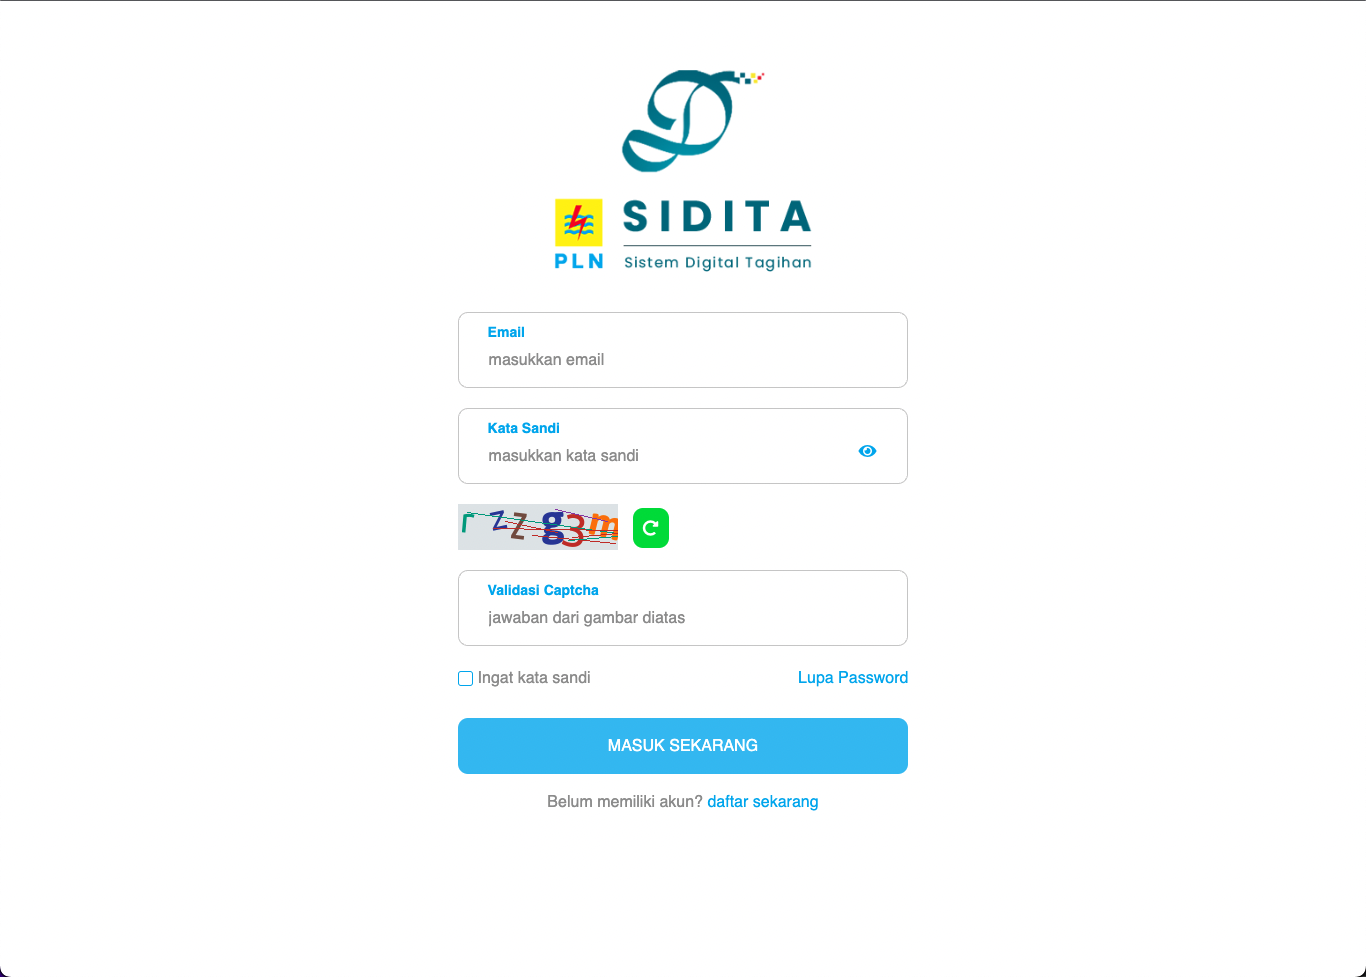 SIDITA
PLN
Sistem Digital Tagihan
Email
masukkan email
Kata Sandi
masukkan kata sandi
Validasi Captcha
jawaban dari gambar diatas
Ingat kata sandi
Lupa Password
MASUK SEKARANG
Belum memiliki akun? daftar sekarang